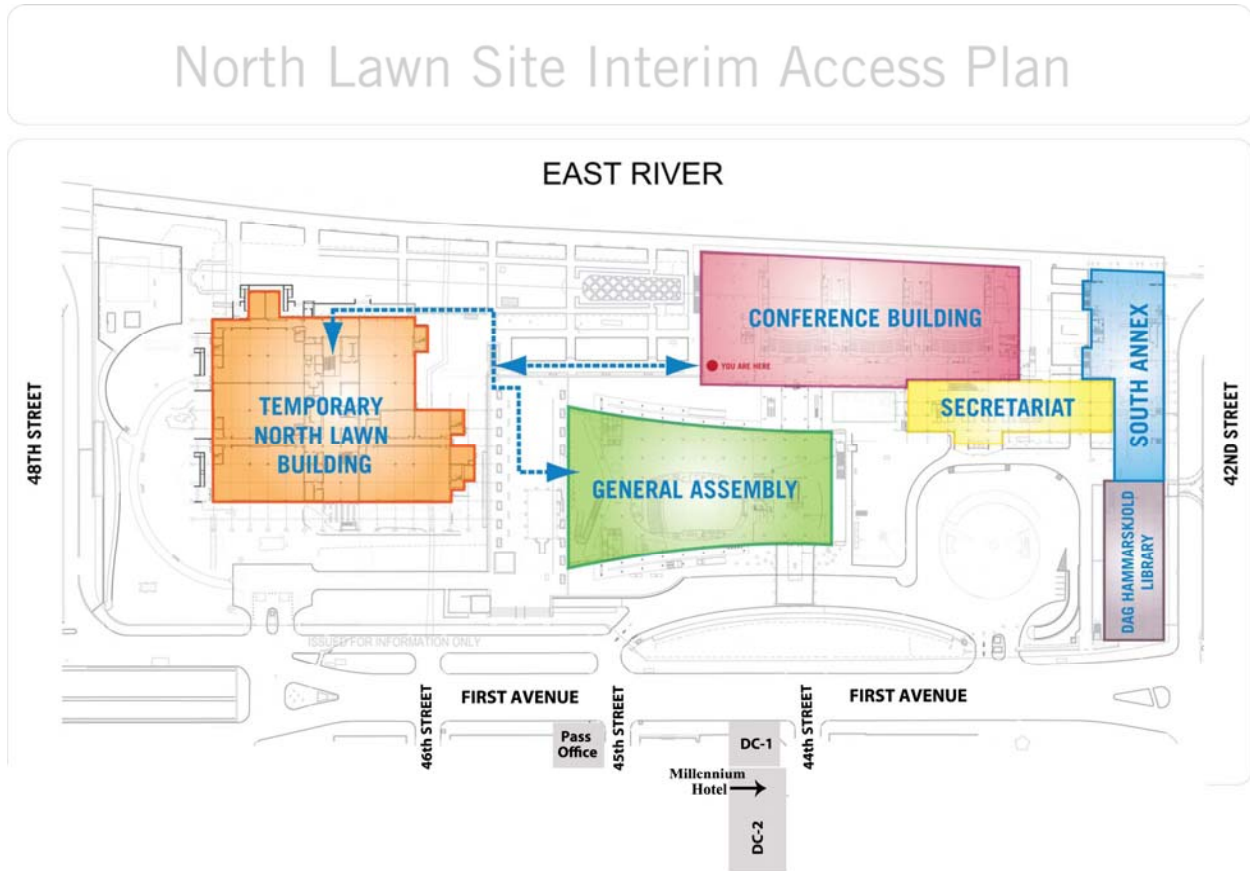 North Lawn Site Interim Access Plan
EAST RIVER
CONFERENCE BUILDING
YOU ARE HERE
SOUTH ANNEX
48TH STREET
TEMPORARY
NORTH LAWN
BUILDING
SECRETARIAT
42ND STREET
GENERAL ASSEMBLY
DAG HAMMARSKJOLD
LIBRARY
ISSUED FOR INFORMATION ONLY
FIRST AVENUE
FIRST AVENUE
46th STREET
Pass
Office
45th STREET
DC-1
44th STREET
Millennium
Hotel
DC-2